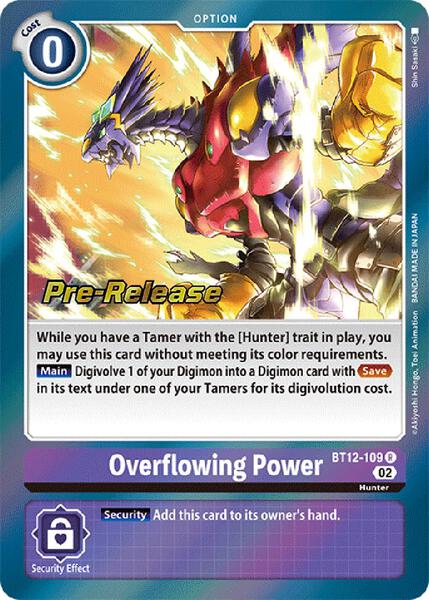 OPTION
Cost
0
Shin Sasaki
Pre-Release
©Akiyoshi Hongo, Toei Animation BANDAI MADE IN JAPAN
While you have a Tamer with the [Hunter] trait in play, you
may use this card without meeting its color requirements.
Main Digivolve 1 of your Digimon into a Digimon card with Save
in its text under one of your Tamers for its digivolution cost.
Overflowing Power BT12-109 R
02
Hunter
Security Add this card to its owner's hand.
Security Effect